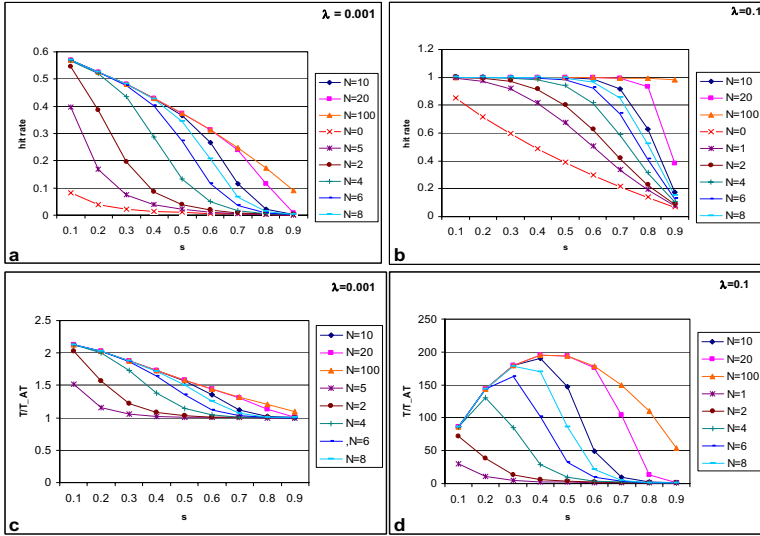 λ = 0.001
0.6
0.5
0.4
0.3
0.2
0.1
0
hit rate
0.1 0.2 0.3 0.4 0.5 0.6 0.7 0.8 0.9
s
N=10
N=20
N=100
N=0
N=5
N=2
N=4
N=6
N=8
a
λ=0.1
1.2
1
0.8
0.6
0.4
0.2
0
hit rate
0.1 0.2 0.3 0.4 0.5 0.6 0.7 0.8 0.9
s
N=10
N=20
N=100
N=0
N=1
N=2
N=4
N=6
N=8
b
λ=0.001
2.5
2
1.5
1
0.5
0
T/T_AT
0.1 0.2 0.3 0.4 0.5 0.6 0.7 0.8 0.9
s
N=10
N=20
N=100
N=5
N=2
N=4
,N=6
N=8
c
λ=0.1
250
200
150
100
50
0
T/T_AT
0.1 0.2 0.3 0.4 0.5 0.6 0.7 0.8 0.9
s
N=10
N=20
N=100
N=1
N=2
N=4
N=6
N=8
d